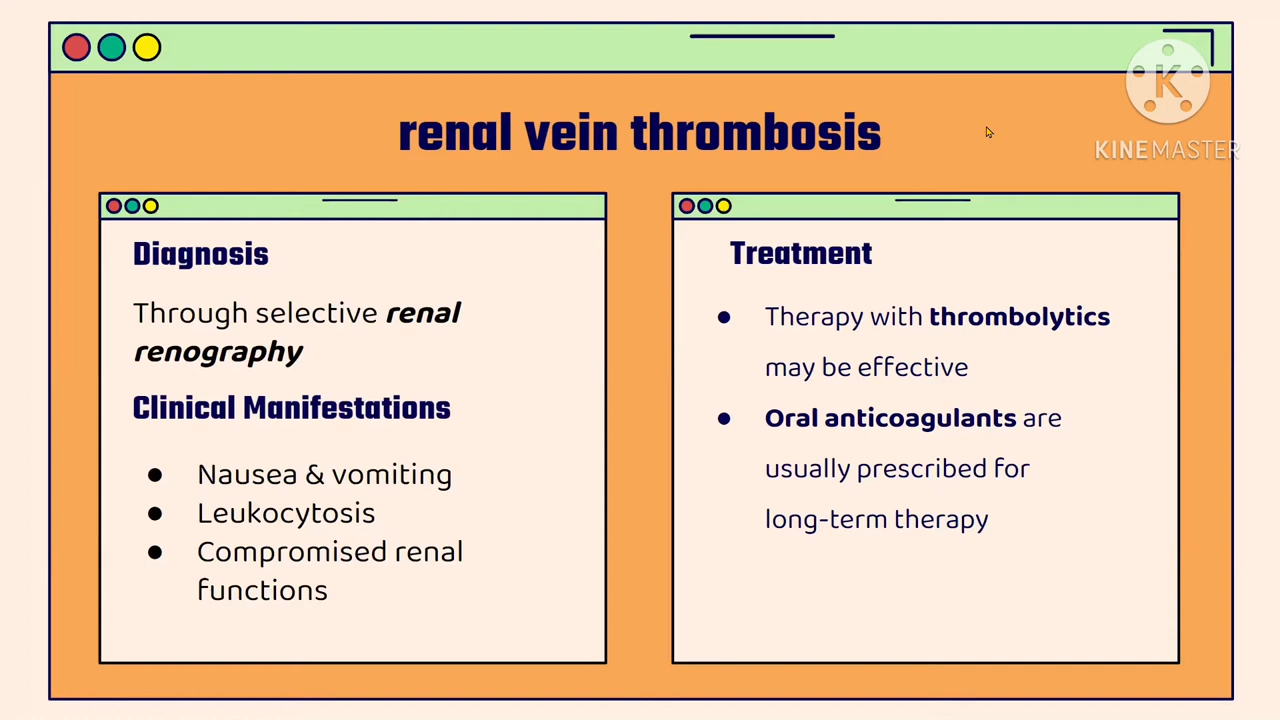 renal vein thrombosis
K
KINEMASTER
Diagnosis
Through selective renal
renography
Clinical Manifestations
● Nausea & vomiting
● Leukocytosis
● Compromised renal
functions
Treatment
● Therapy with thrombolytics
may be effective
● Oral anticoagulants are
usually prescribed for
long-term therapy